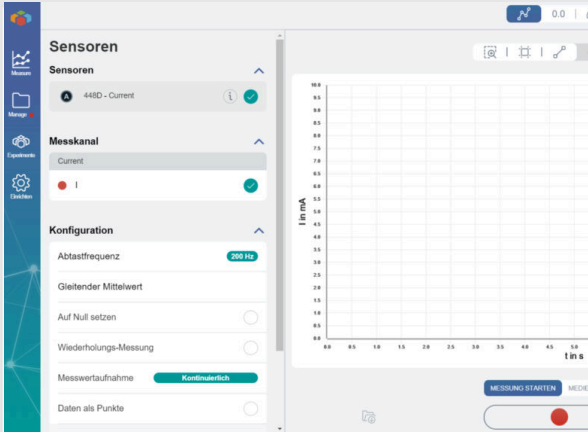 0.0
Sensoren
Sensoren
A 448D - Current i
Messkanal
Current
I
Konfiguration
Abtastfrequenz 200 Hz
Gleitender Mittelwert
Auf Null setzen
Wiederholungs-Messung
Messwertaufnahme Kontinuierlich
Daten als Punkte
Measure
Manage
Experimente
Einrichten
I in mA
10.0
9.5
9.0
8.5
8.0
7.5
7.0
6.5
6.0
5.5
5.0
4.5
4.0
3.5
3.0
2.5
2.0
1.5
1.0
0.5
0.0
0.0 0.5 1.0 1.5 2.0 2.5 3.0 3.5 4.0 4.5 5.0
t in s
MESSUNG STARTEN